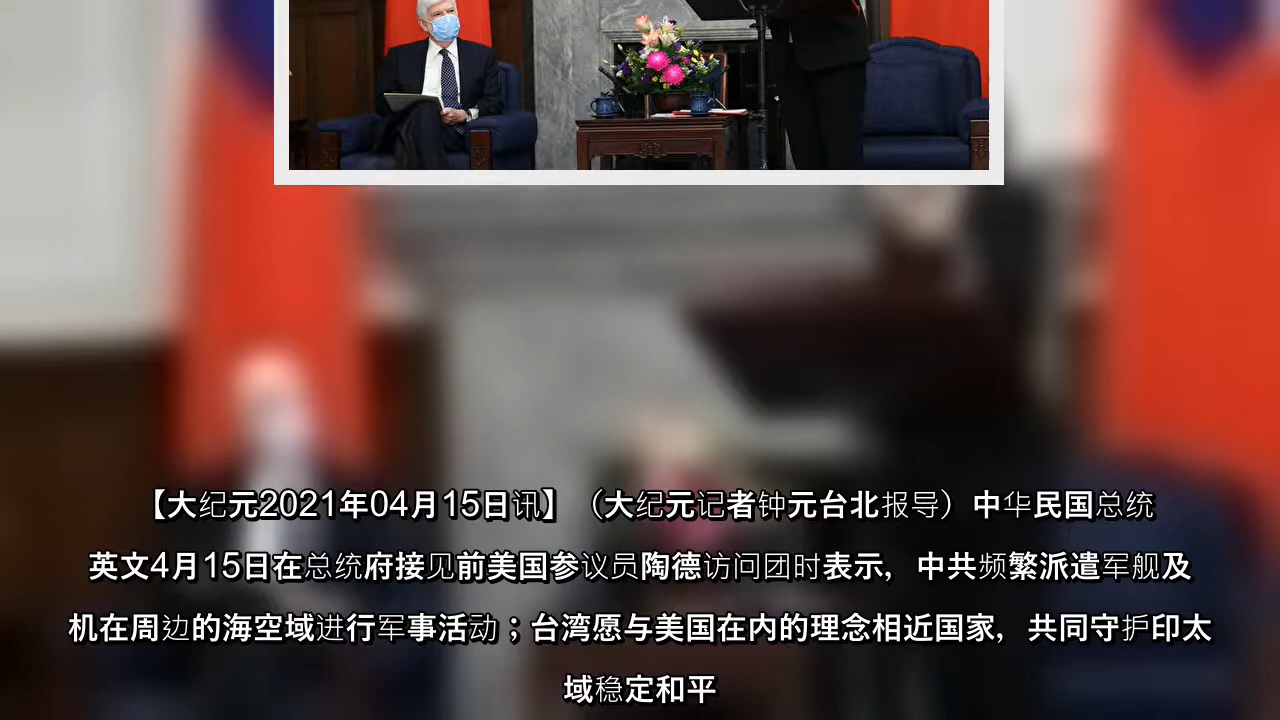 【大纪元2021年04月15日讯】（大纪元记者钟元台北报导）中华民国总统
英文4月15日在总统府接见前美国参议员陶德访问团时表示，中共频繁派遣军舰及
机在周边的海空域进行军事活动；台湾愿与美国在内的理念相近国家，共同守护印太
域稳定和平